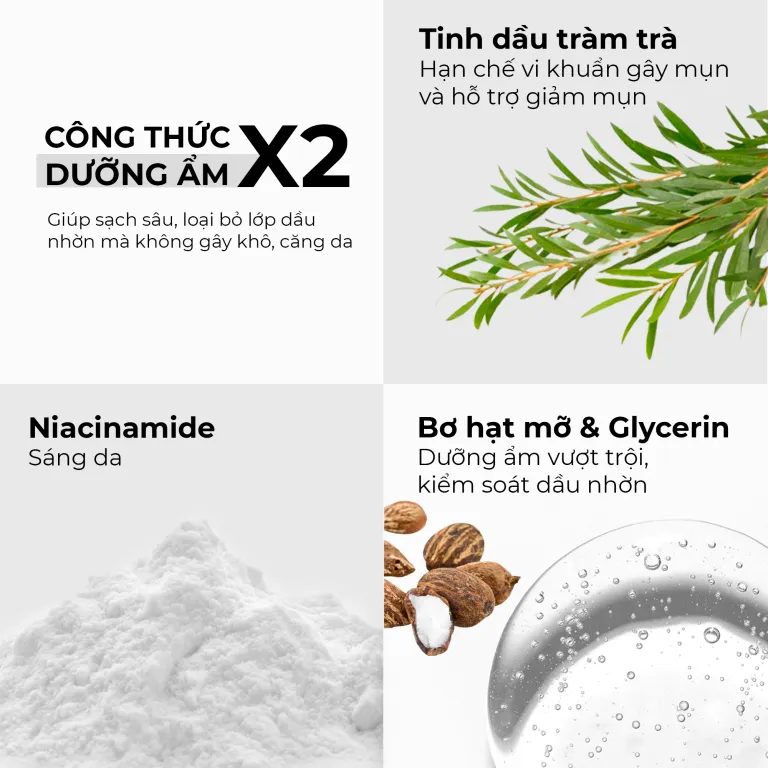 CÔNG THỨC
DƯỠNG ẨM X2
Giúp sạch sâu, loại bỏ lớp dầu
nhờn mà không gây khô, căng da
Tinh dầu tràm trà
Hạn chế vi khuẩn gây mụn
và hỗ trợ giảm mụn
Niacinamide
Sáng da
Bơ hạt mỡ & Glycerin
Dưỡng ẩm vượt trội,
kiểm soát dầu nhờn